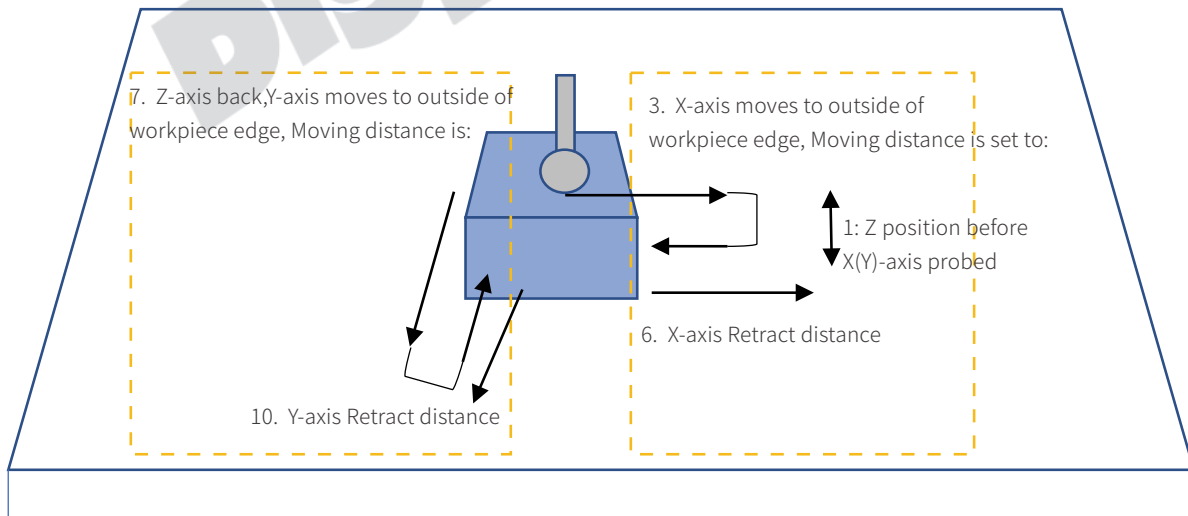 7. Z-axis back,Y-axis moves to outside of
workpiece edge, Moving distance is:
3. X-axis moves to outside of
workpiece edge, Moving distance is set to:
1: Z position before
X(Y)-axis probed
6. X-axis Retract distance
10. Y-axis Retract distance